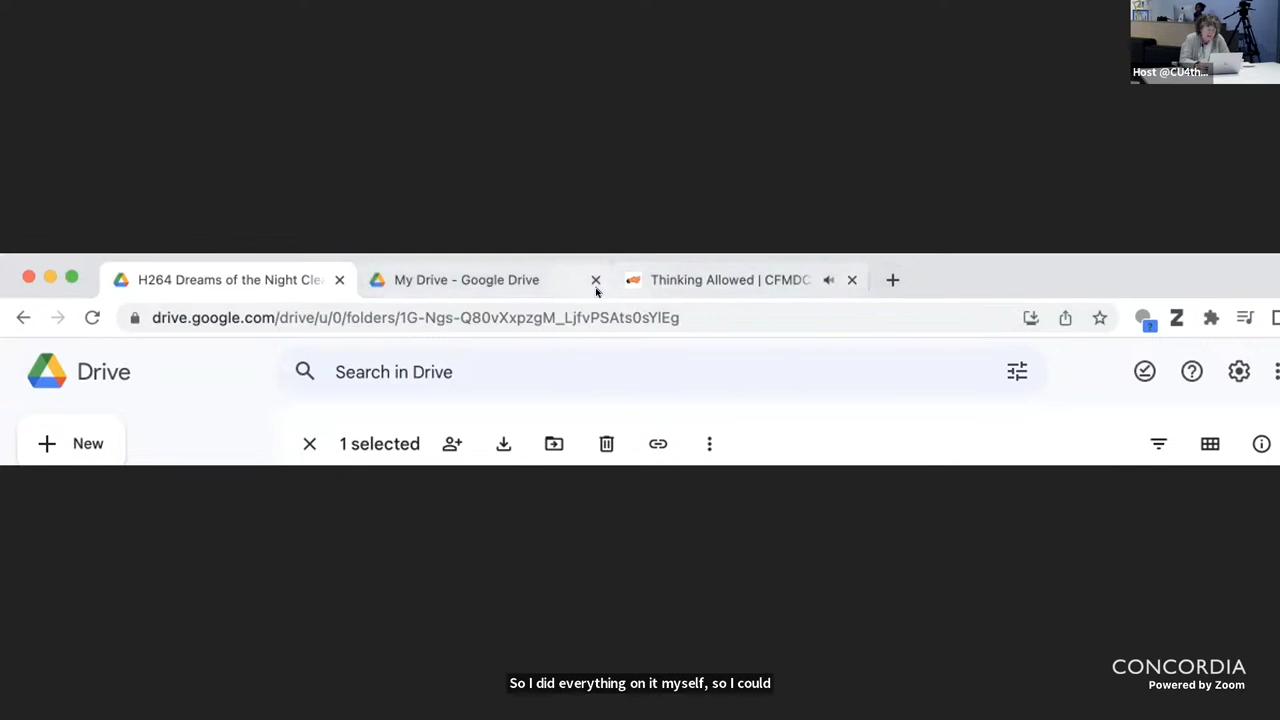 Host @CU4th...
H264 Dreams of the Night Clea
My Drive - Google Drive
Thinking Allowed | CFMDC
drive.google.com/drive/u/0/folders/1G-Ngs-Q80vXxpzgM_LjfvPSAts0sYlEg
Z
Drive
Search in Drive
New
1 selected
CONCORDIA
Powered by Zoom
So I did everything on it myself, so I could